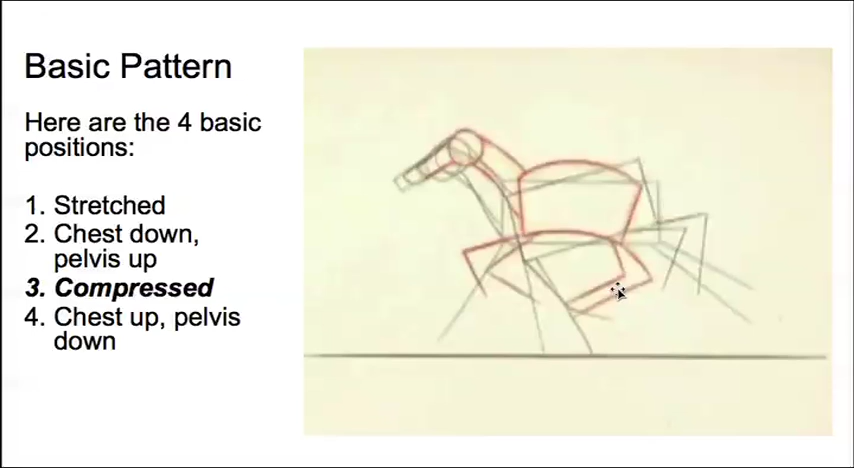 Basic Pattern
Here are the 4 basic
positions:
1. Stretched
2. Chest down,
pelvis up
3. Compressed
4. Chest up, pelvis
down